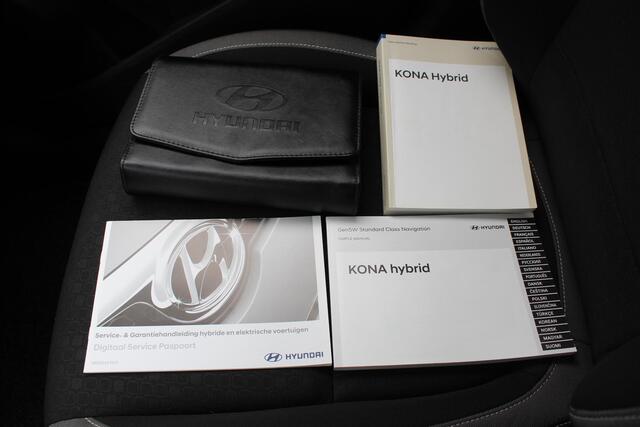 HYUNDAI
HYUNDAI
KONA Hybrid
Service- & Garantiehandleiding hybride en elektrische voertuigen
Digitaal Service Paspoort
HYUNDAI
Gen5W Standard Class Navigation
SIMPLE MANUAL
HYUNDAI
KONA hybrid
ENGLISH
DEUTSCH
FRANÇAIS
ESPAÑOL
ITALIANO
NEDERLANDS
РУССКИЙ
SVENSKA
PORTUGUÊS
DANSK
ČEŠTINA
POLSKI
SLOVENČINA
TÜRKÇE
KOREAN
NORSK
MAGYAR
SUOMI